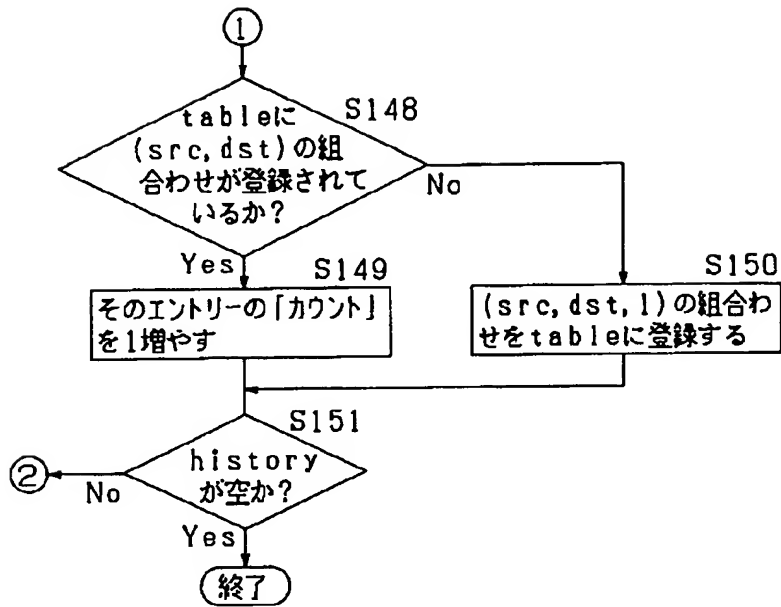 ①
S148
tableに
(src,dst)の組
合わせが登録されて
いるか?
No
Yes
S149
S150
そのエントリーの「カウント」
を1増やす
(src,dst,1)の組合わ
せをtableに登録する
S151
history
が空か?
②
No
Yes
終了